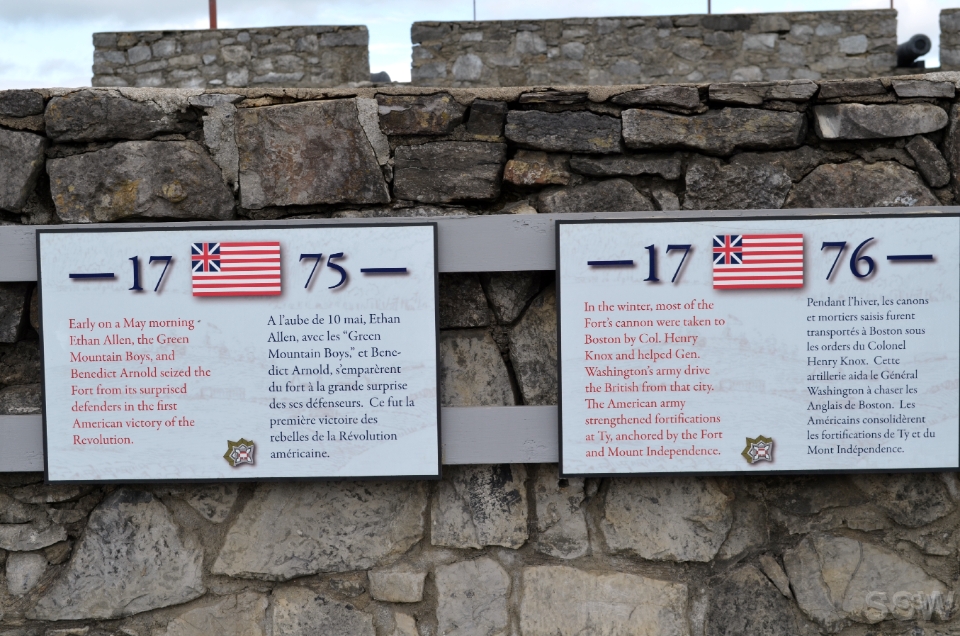 17 75
Early on a May morning -
Ethan Allen, the Green
Mountain Boys, and
Benedict Arnold seized the
Fort from its surprised
defenders in the first
American victory of the
Revolution.
A l'aube de 10 mai, Ethan
Allen, avec les "Green
Mountain Boys," et Bene-
dict Arnold, s'emparèrent
du fort à la grande surprise
des ses défenseurs. Ce fut la
première victoire des
rebelles de la Révolution
américaine.
17 76
In the winter, most of the
Fort's cannon were taken to
Boston by Col. Henry
Knox and helped Gen.
Washington's army drive
the British from that city.
The American army
strengthened fortifications
at Ty, anchored by the Fort
and Mount Independence.
Pendant l'hiver, les canons
et mortiers saisis furent
transportés à Boston sous
les ordres du Colonel
Henry Knox. Cette
artillerie aida le Général
Washington à chaser les
Anglais de Boston. Les
Américains consolidèrent
les fortifications de Ty et du
Mont Indépendence.
SGW